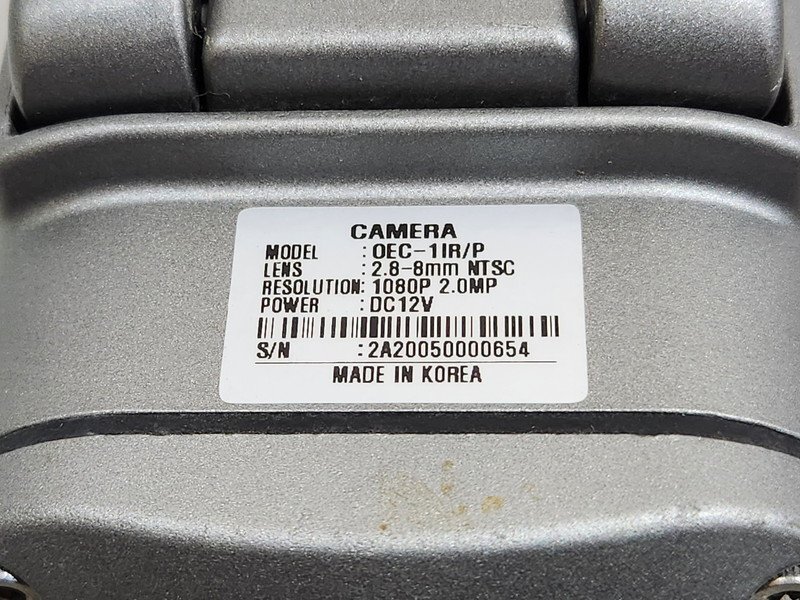 CAMERA
MODEL : OEC-1IR/P
LENS : 2.8-8mm NTSC
RESOLUTION: 1080P 2.0MP
POWER : DC12V
S/N : 2A20050000654
MADE IN KOREA